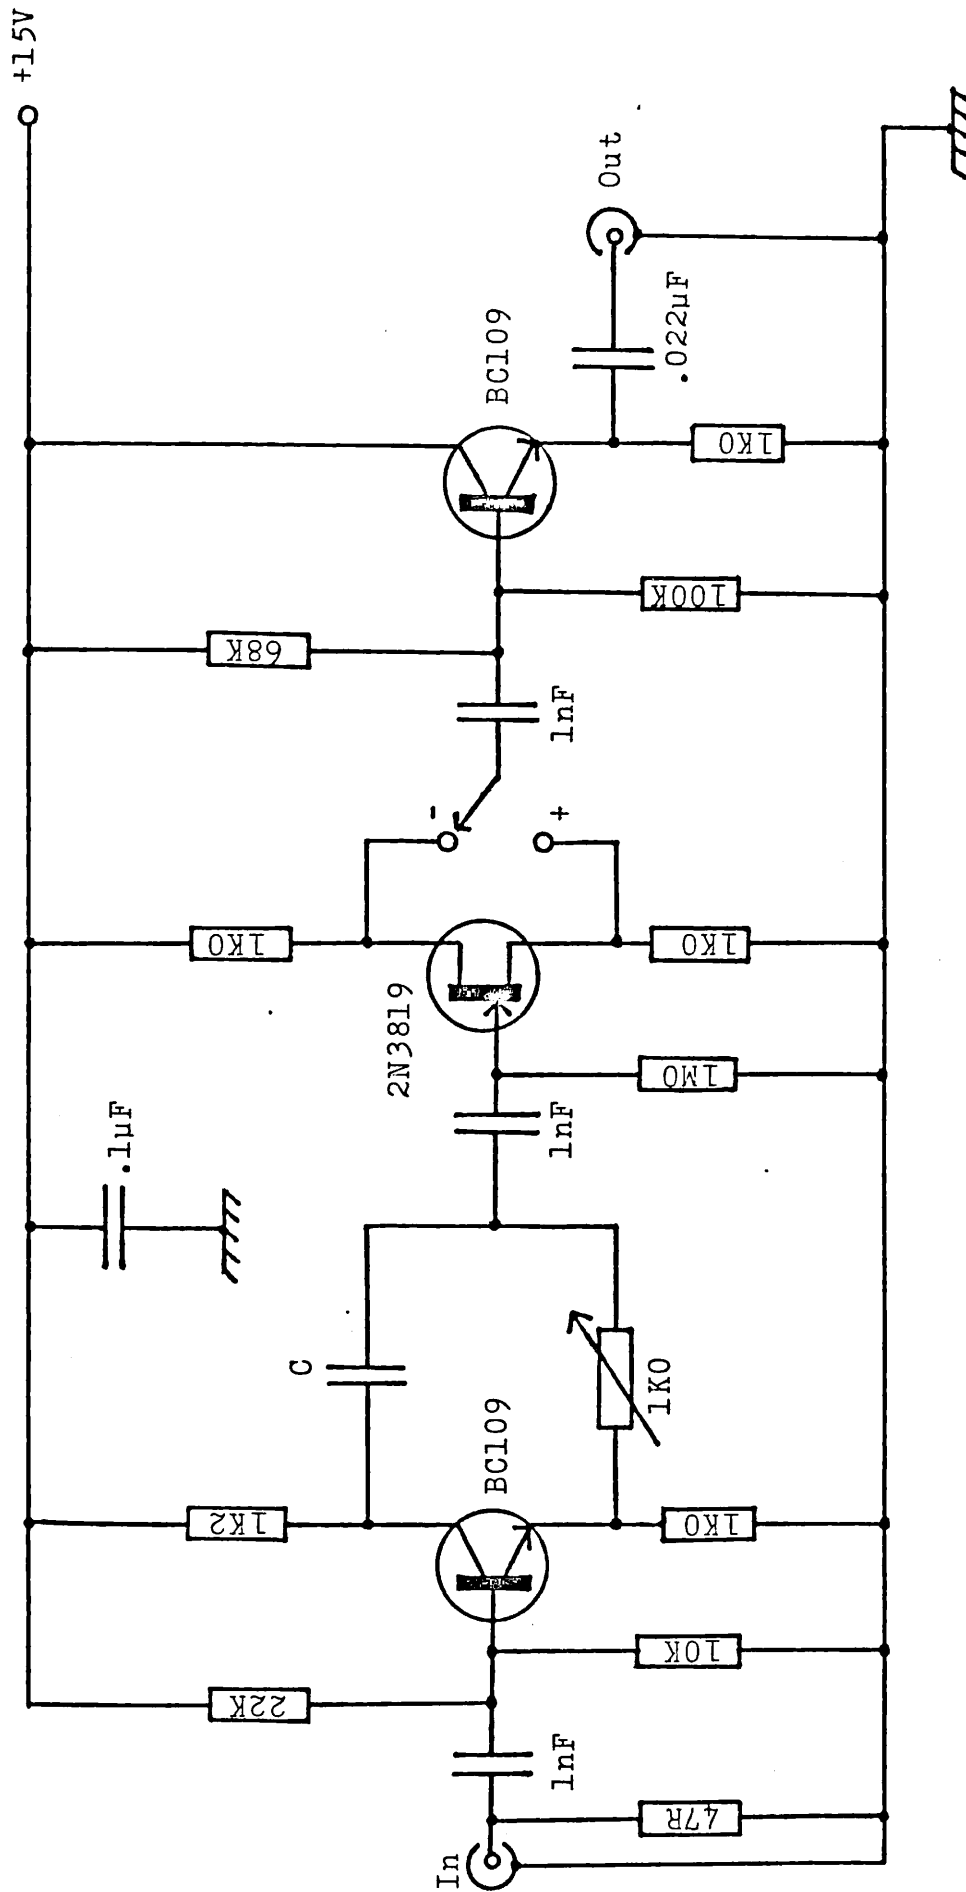 +15V
.1µF
22K
1K2
C
1K0
68K
In
1nF
BC109
1nF
2N3819
-
+
1nF
BC109
47R
10K
1K0
1K0
1M0
1K0
100K
1K0
.022µF
Out